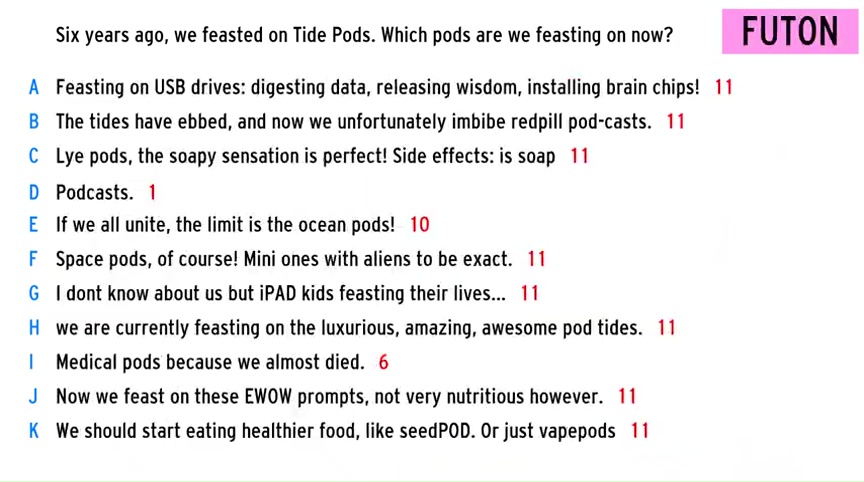 Six years ago, we feasted on Tide Pods. Which pods are we feasting on now?
FUTON
A Feasting on USB drives: digesting data, releasing wisdom, installing brain chips! 11
B The tides have ebbed, and now we unfortunately imbibe redpill pod-casts. 11
C Lye pods, the soapy sensation is perfect! Side effects: is soap 11
D Podcasts. 1
E If we all unite, the limit is the ocean pods! 10
F Space pods, of course! Mini ones with aliens to be exact. 11
G I dont know about us but iPAD kids feasting their lives... 11
H we are currently feasting on the luxurious, amazing, awesome pod tides. 11
I Medical pods because we almost died. 6
J Now we feast on these EWOW prompts, not very nutritious however. 11
K We should start eating healthier food, like seedPOD. Or just vapepods 11